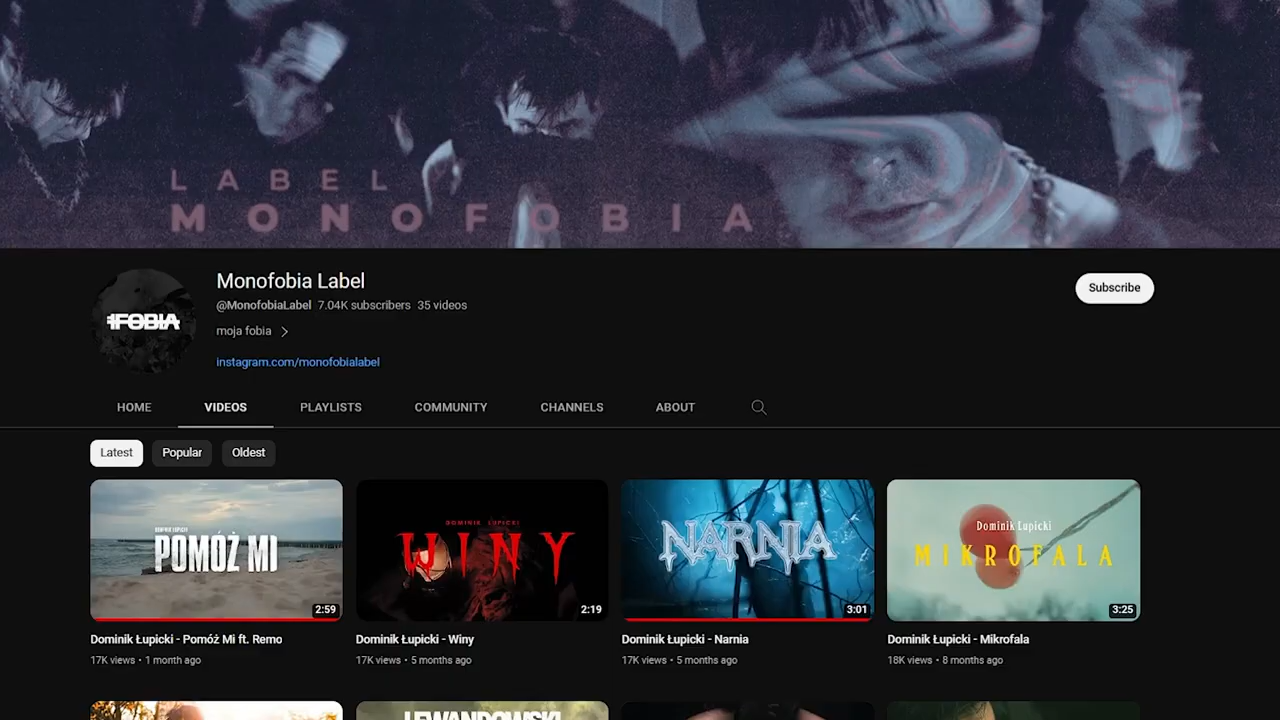 LABEL
MONOFOBIA
#FOBIA
Monofobia Label
@MonofobiaLabel 7.04K subscribers 35 videos
moja fobia
instagram.com/monofobialabel
Subscribe
HOME VIDEOS PLAYLISTS COMMUNITY CHANNELS ABOUT
Latest Popular Oldest
DOMINIK ŁUPICKI
POMÓŻ MI
2:59
DOMINIK ŁUPICKI
WINY
2:19
NARNIA
3:01
Dominik Łupicki
MIKROFALA
3:25
Dominik Łupicki - Pomóż Mi ft. Remo
17K views • 1 month ago
Dominik Łupicki - Winy
17K views • 5 months ago
Dominik Łupicki - Narnia
17K views • 5 months ago
Dominik Łupicki - Mikrofala
18K views • 8 months ago
LEWANDOWSKI